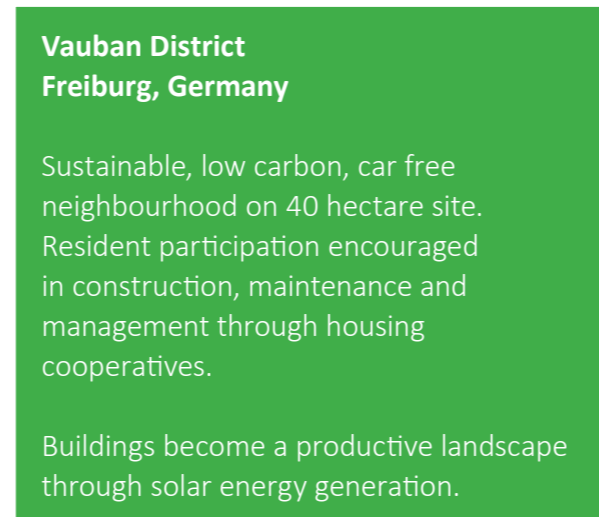 Vauban District
Freiburg, Germany
Sustainable, low carbon, car free
neighbourhood on 40 hectare site.
Resident participation encouraged
in construction, maintenance and
management through housing
cooperatives.
Buildings become a productive landscape
through solar energy generation.